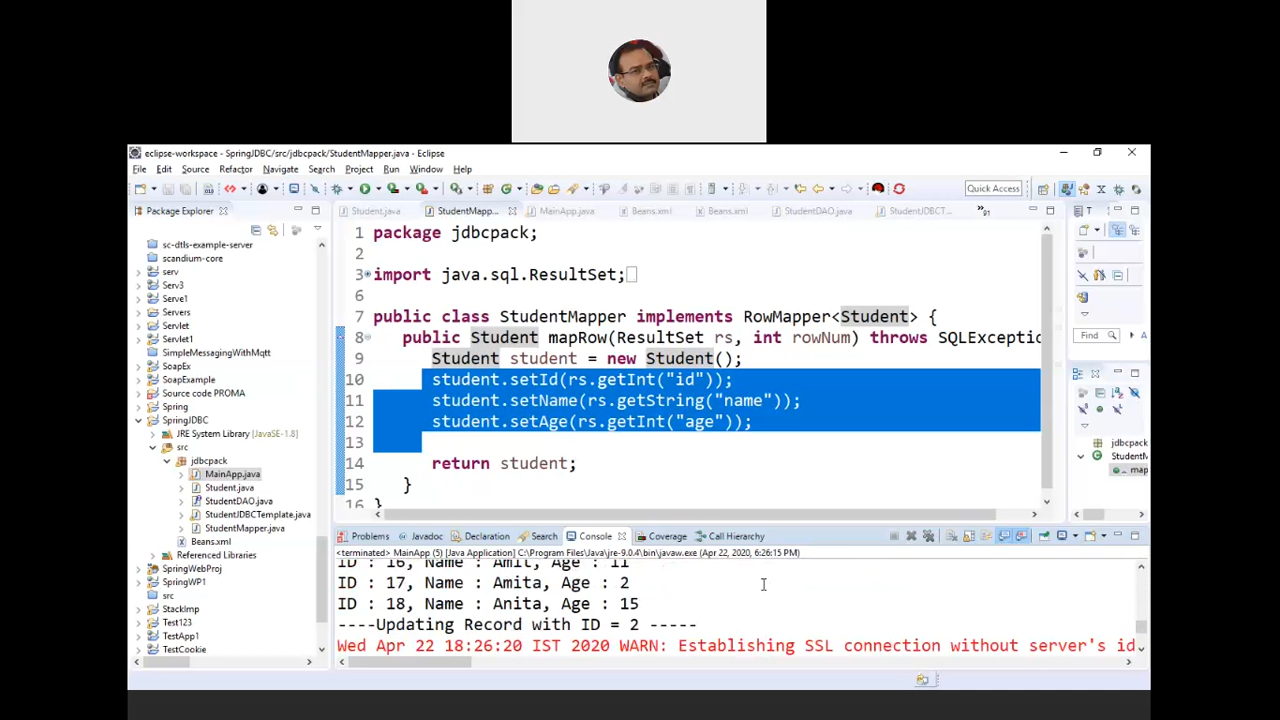 eclipse-workspace - SpringJDBC/src/jdbcpack/StudentMapper.java - Eclipse
File Edit Source Refactor Navigate Search Project Run Window Help
Quick Access
Package Explorer
Student.java StudentMapp... MainApp.java Beans.xml Beans.xml StudentDAO.java StudentJDBCT... »91
T
sc-dtls-example-server
scandium-core
serv
Serv3
Serve1
Servers
Servlet
Servlet1
SimpleMessagingWithMqtt
SoapEx
SoapExample
Source code PROMA
Spring
SpringJDBC
JRE System Library [JavaSE-1.8]
src
jdbcpack
MainApp.java
Student.java
StudentDAO.java
StudentJDBCTemplate.java
StudentMapper.java
Beans.xml
Referenced Libraries
SpringWebProj
SpringWP1
src
StackImp
Test123
TestApp1
TestCookie
1 package jdbcpack;
2
3 import java.sql.ResultSet;
6
7 public class StudentMapper implements RowMapper<Student> {
8 public Student mapRow(ResultSet rs, int rowNum) throws SQLExceptio
9 Student student = new Student();
10 student.setId(rs.getInt("id"));
11 student.setName(rs.getString("name"));
12 student.setAge(rs.getInt("age"));
13
14 return student;
15 }
16 }
Find A
jdbcpack
StudentM
map
Problems Javadoc Declaration Search Console Coverage Call Hierarchy
<terminated> MainApp (5) [Java Application] C:\Program Files\Java\jre-9.0.4\bin\javaw.exe (Apr 22, 2020, 6:26:15 PM)
ID : 16, Name : Amit, Age : 11
ID : 17, Name : Amita, Age : 2
ID : 18, Name : Anita, Age : 15
----Updating Record with ID = 2 -----
Wed Apr 22 18:26:20 IST 2020 WARN: Establishing SSL connection without server's id